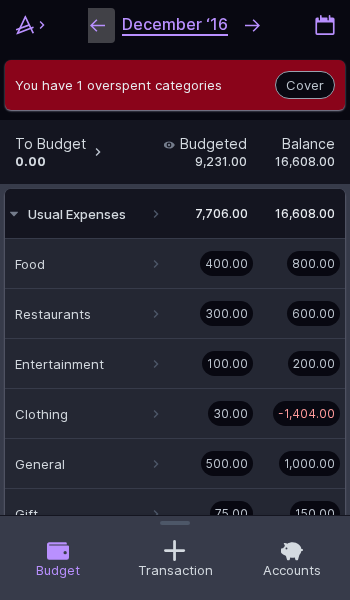 December ‘16
You have 1 overspent categories
Cover
To Budget
0.00
Budgeted
9,231.00
Balance
16,608.00
Usual Expenses 7,706.00 16,608.00
Food 400.00 800.00
Restaurants 300.00 600.00
Entertainment 100.00 200.00
Clothing 30.00 -1,404.00
General 500.00 1,000.00
Gift 75.00 150.00
Budget Transaction Accounts